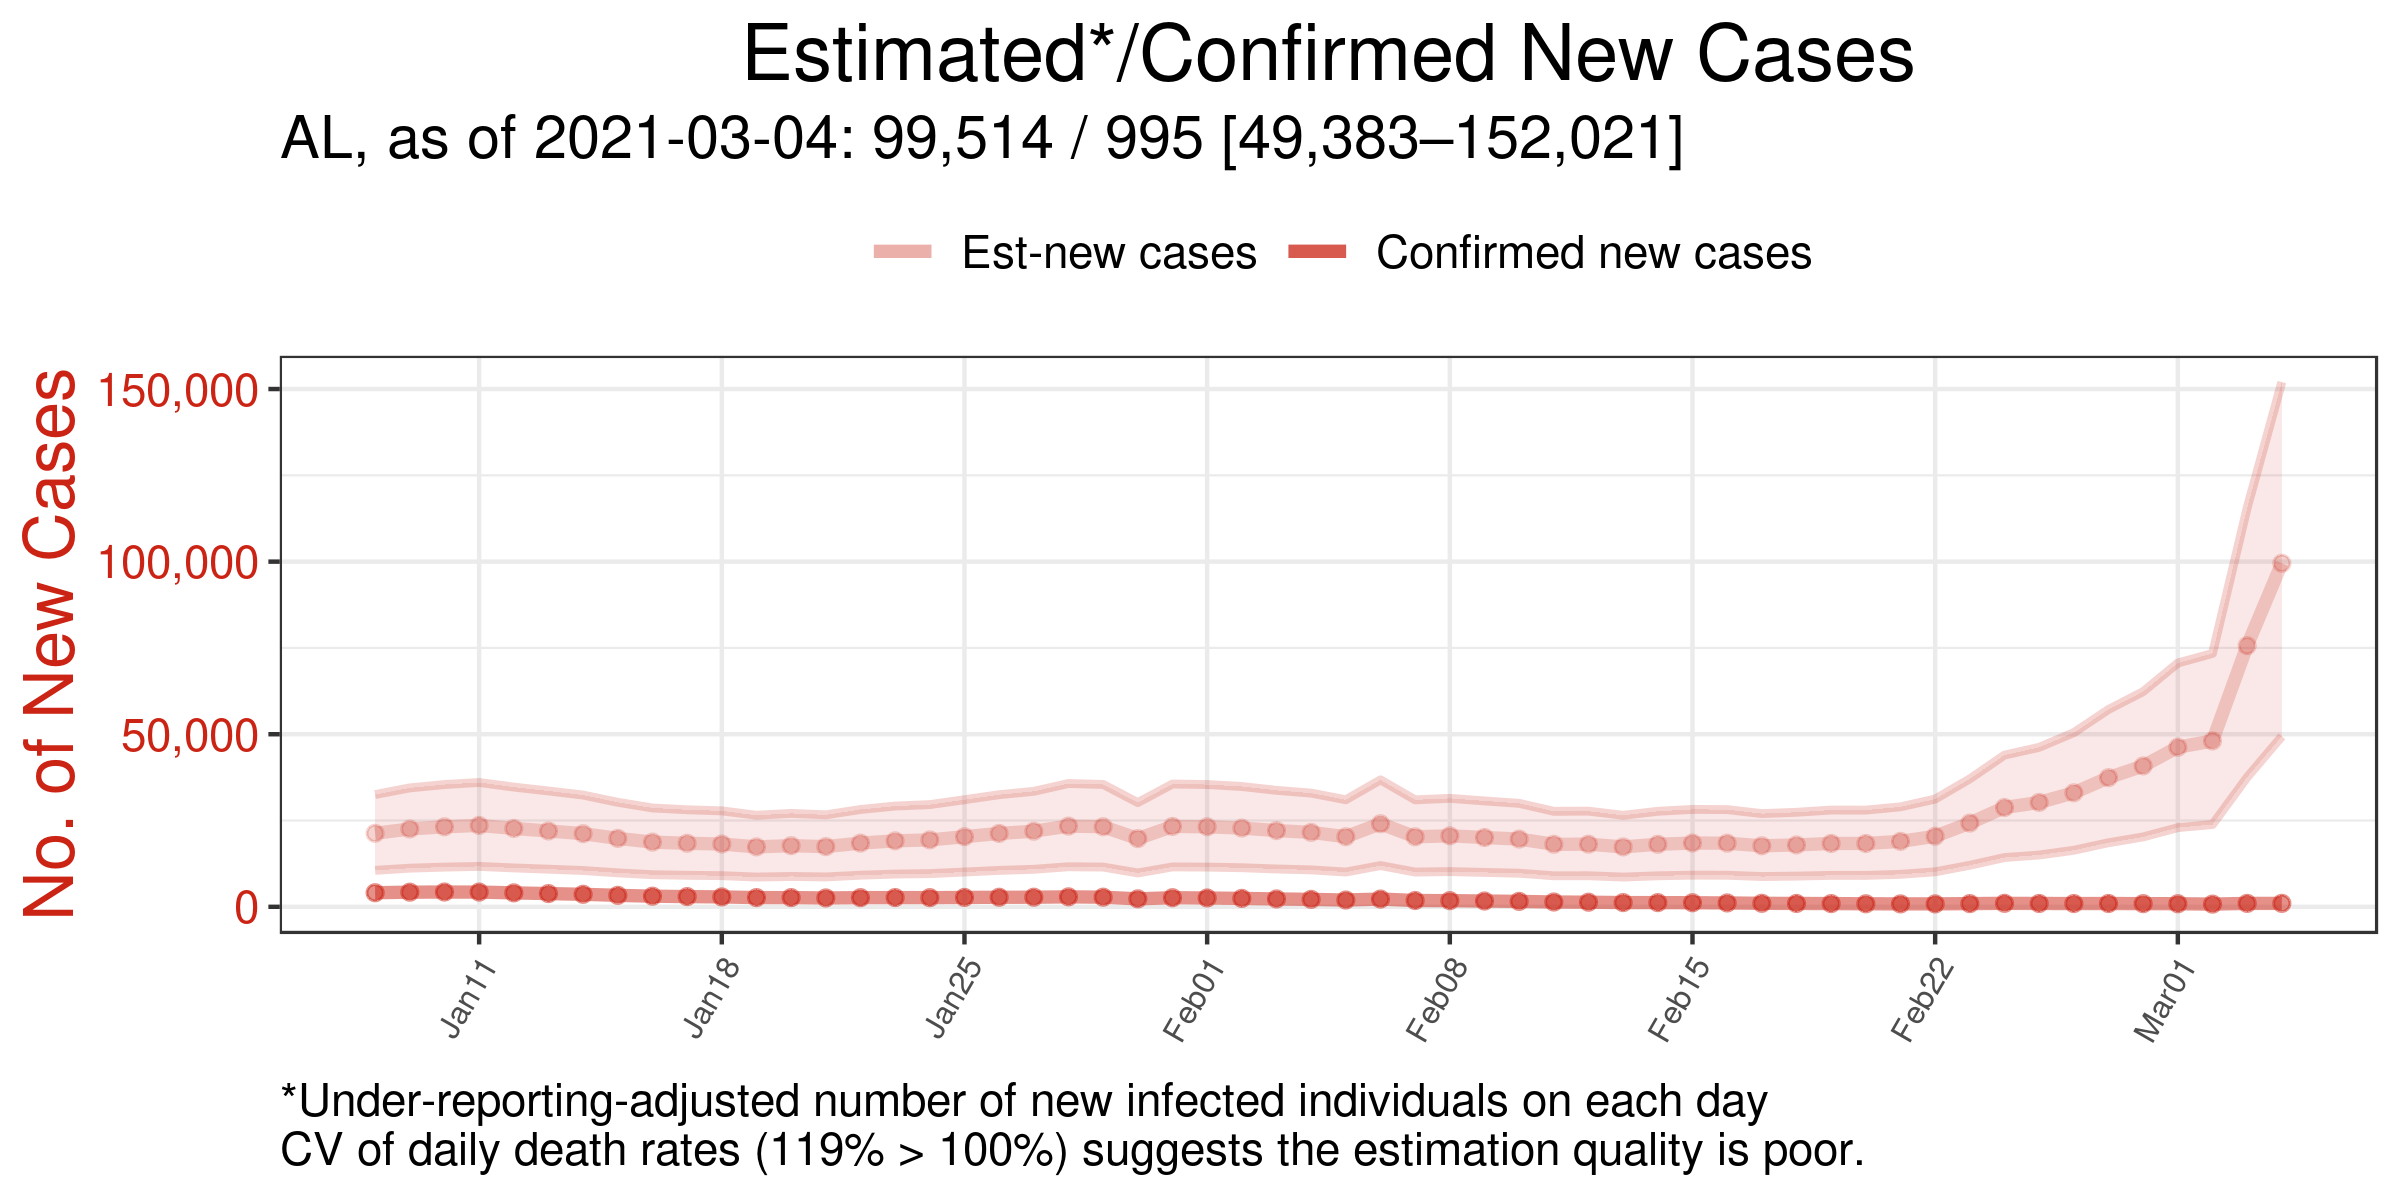 Estimated*/Confirmed New Cases
AL, as of 2021-03-04: 99,514 / 995 [49,383–152,021]
Est-new cases
Confirmed new cases
No. of New Cases
150,000
100,000
50,000
0
Jan11
Jan18
Jan25
Feb01
Feb08
Feb15
Feb22
Mar01
*Under-reporting-adjusted number of new infected individuals on each day
CV of daily death rates (119% > 100%) suggests the estimation quality is poor.